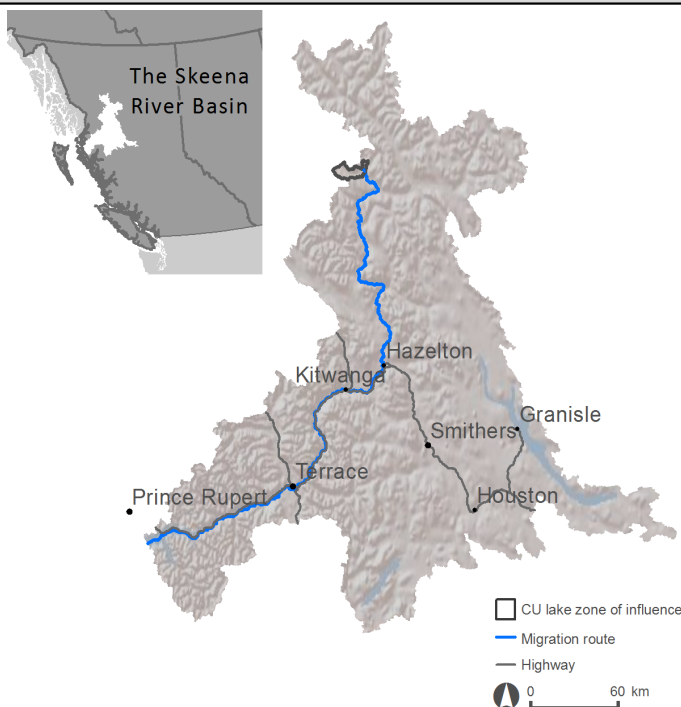 The Skeena
River Basin
Hazelton
Kitwanga
Granisle
Smithers
Terrace
Prince Rupert
Houston
CU lake zone of influence
Migration route
Highway
0 60 km